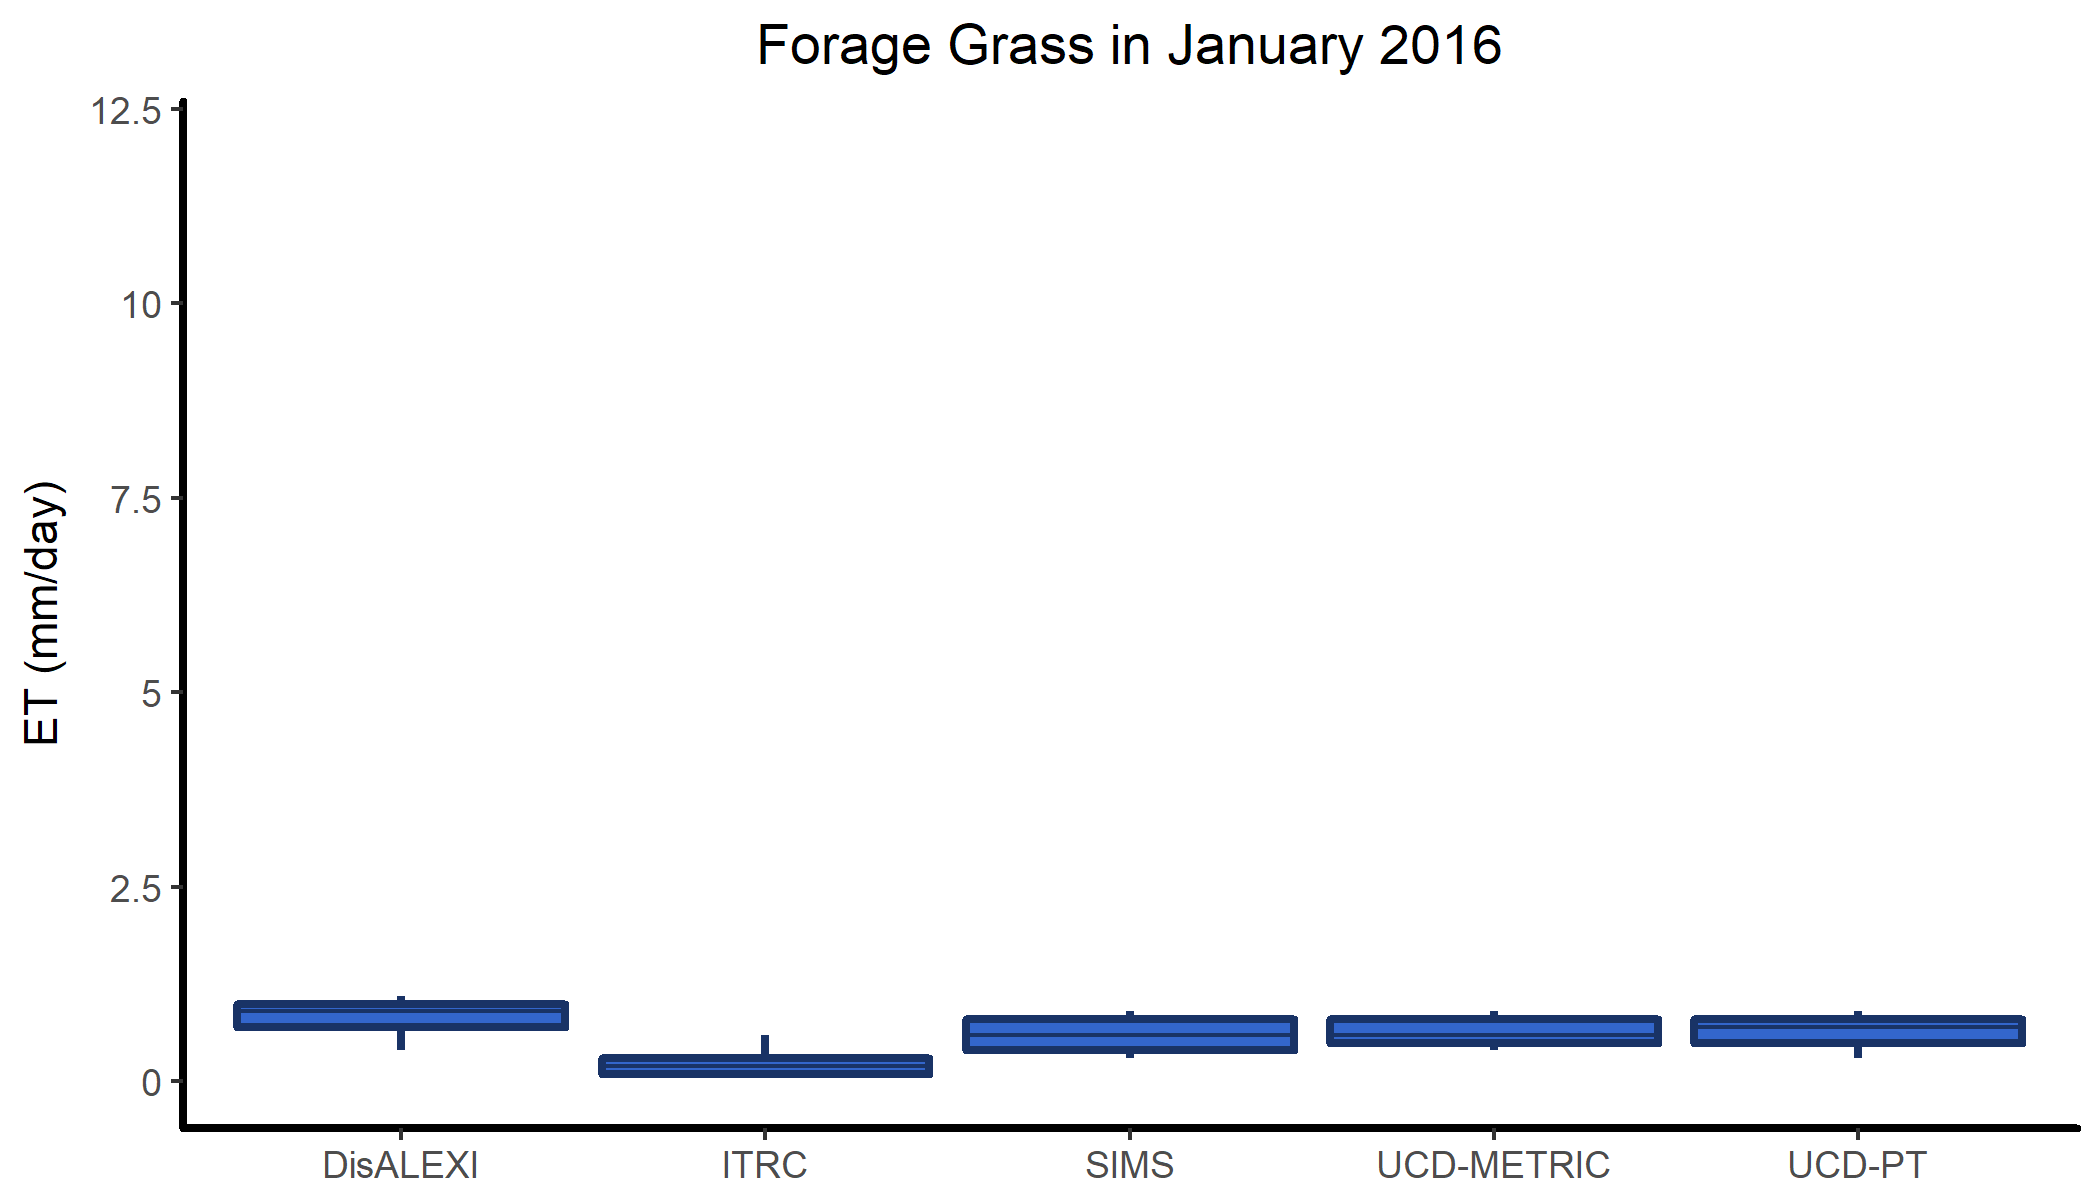 Forage Grass in January 2016
12.5
10
7.5
5
2.5
0
ET (mm/day)
DisALEXI ITRC SIMS UCD-METRIC UCD-PT